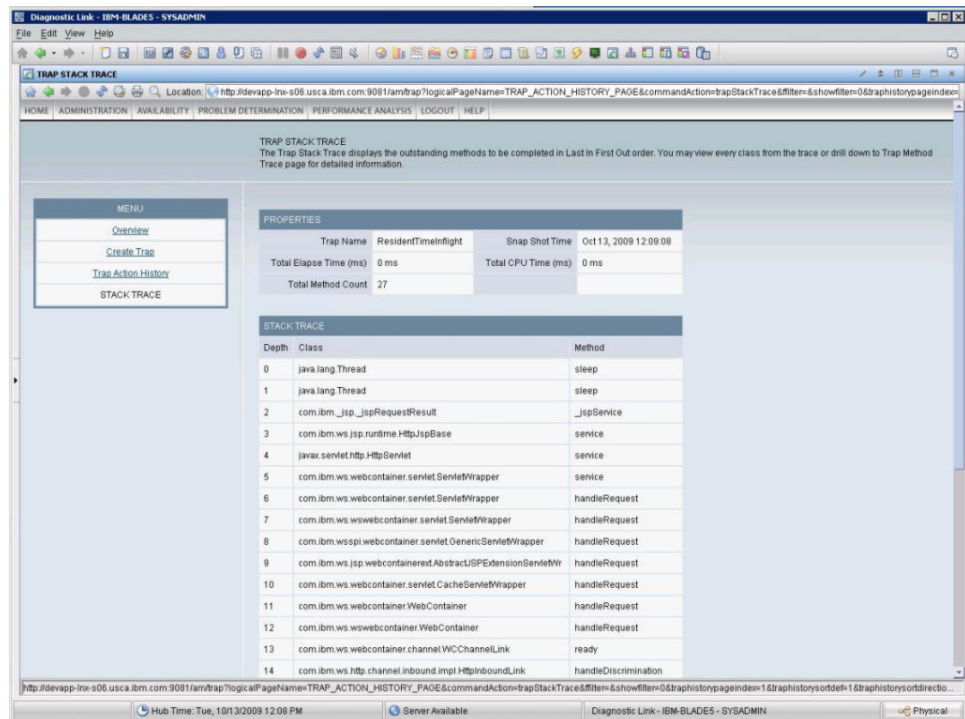 Diagnostic Link - IBM-BLADE5 - SYSADMIN
File Edit View Help
TRAP STACK TRACE
Location: http://devapp-lnx-s06.usca.ibm.com:9081/am/trap?logicalPageName=TRAP_ACTION_HISTORY_PAGE&commandAction=trapStackTrace&ffilter=&showfilter=0&traphistorypageindex=
HOME ADMINISTRATION AVAILABILITY PROBLEM DETERMINATION PERFORMANCE ANALYSIS LOGOUT HELP
TRAP STACK TRACE
The Trap Stack Trace displays the outstanding methods to be completed in Last In First Out order. You may view every class from the trace or drill down to Trap Method
Trace page for detailed information.
MENU
Overview
Create Trap
Trap Action History
STACK TRACE
PROPERTIES
Trap Name ResidentTimeInflight Snap Shot Time Oct 13, 2009 12:09:08
Total Elapse Time (ms) 0 ms Total CPU Time (ms) 0 ms
Total Method Count 27
STACK TRACE
Depth Class Method
0 java.lang.Thread sleep
1 java.lang.Thread sleep
2 com.ibm._jsp._jspRequestResult _jspService
3 com.ibm.ws.jsp.runtime.HttpJspBase service
4 javax.servlet.http.HttpServlet service
5 com.ibm.ws.webcontainer.servlet.ServletWrapper service
6 com.ibm.ws.webcontainer.servlet.ServletWrapper handleRequest
7 com.ibm.ws.wswebcontainer.servlet.ServletWrapper handleRequest
8 com.ibm.wsspi.webcontainer.servlet.GenericServletWrapper handleRequest
9 com.ibm.ws.jsp.webcontainerext.AbstractJSPExtensionServletWr handleRequest
10 com.ibm.ws.webcontainer.servlet.CacheServletWrapper handleRequest
11 com.ibm.ws.webcontainer.WebContainer handleRequest
12 com.ibm.ws.wswebcontainer.WebContainer handleRequest
13 com.ibm.ws.webcontainer.channel.WCChannelLink ready
14 com.ibm.ws.http.channel.inbound.impl.HttpInboundLink handleDiscrimination
http://devapp-lnx-s06.usca.ibm.com:9081/am/trap?logicalPageName=TRAP_ACTION_HISTORY_PAGE&commandAction=trapStackTrace&ffilter=&showfilter=0&traphistorypageindex=1&traphistorysortdef=1&traphistorysortdirectio...
Hub Time: Tue, 10/13/2009 12:08 PM Server Available Diagnostic Link - IBM-BLADE5 - SYSADMIN Physical